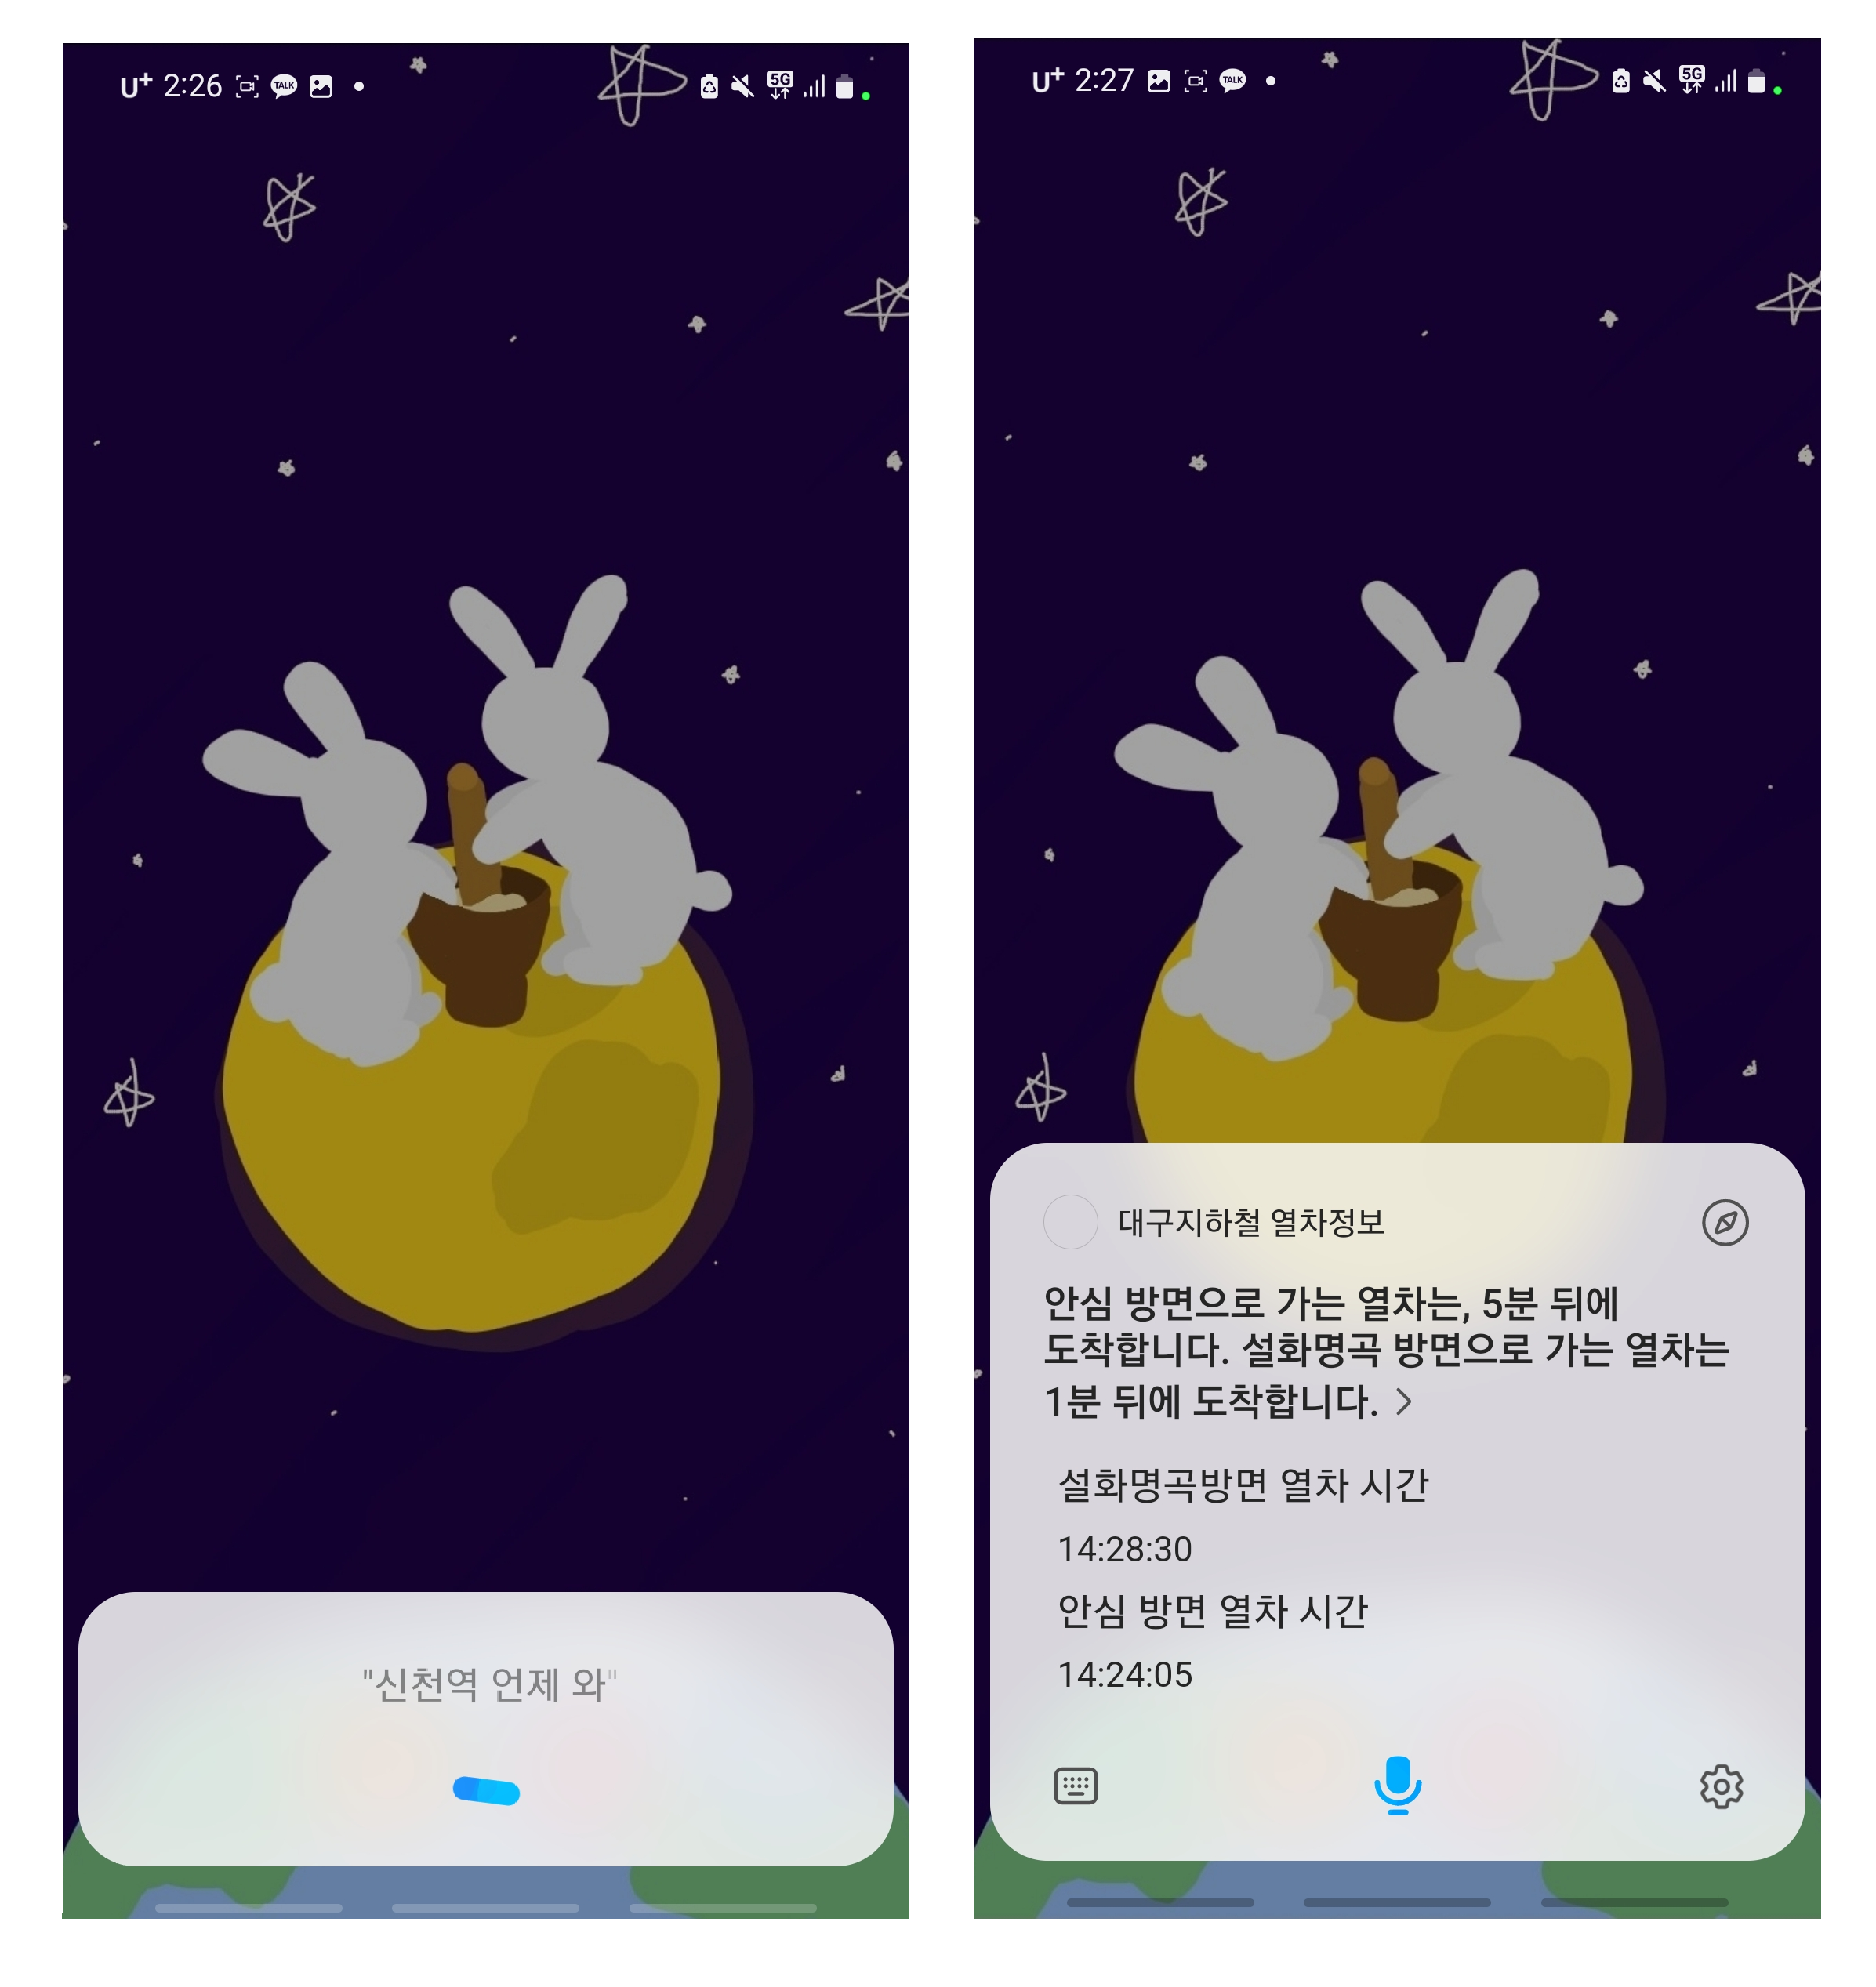 U+ 2:26 TALK 5G
"신천역 언제 와"
U+ 2:27 TALK 5G
대구지하철 열차정보
안심 방면으로 가는 열차는, 5분 뒤에
도착합니다. 설화명곡 방면으로 가는 열차는
1분 뒤에 도착합니다.
설화명곡방면 열차 시간
14:28:30
안심 방면 열차 시간
14:24:05